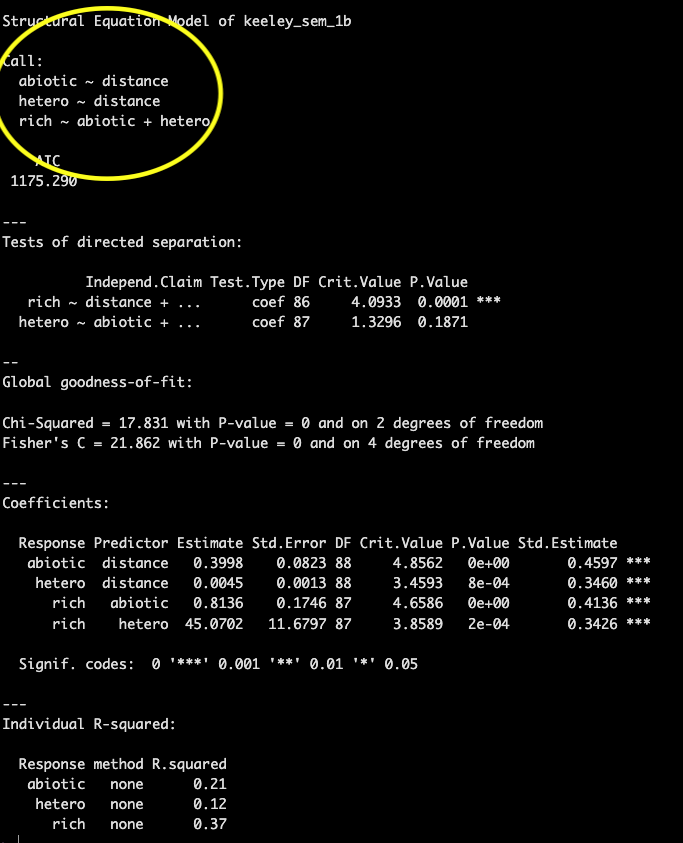 Structural Equation Model of keeley_sem_1b
Call:
abiotic ~ distance
hetero ~ distance
rich ~ abiotic + hetero
AIC
1175.290
---
Tests of directed separation:
Independ.Claim Test.Type DF Crit.Value P.Value
rich ~ distance + ... coef 86 4.0933 0.0001 ***
hetero ~ abiotic + ... coef 87 1.3296 0.1871
--
Global goodness-of-fit:
Chi-Squared = 17.831 with P-value = 0 and on 2 degrees of freedom
Fisher's C = 21.862 with P-value = 0 and on 4 degrees of freedom
---
Coefficients:
Response Predictor Estimate Std.Error DF Crit.Value P.Value Std.Estimate
abiotic distance 0.3998 0.0823 88 4.8562 0e+00 0.4597 ***
hetero distance 0.0045 0.0013 88 3.4593 8e-04 0.3460 ***
rich abiotic 0.8136 0.1746 87 4.6586 0e+00 0.4136 ***
rich hetero 45.0702 11.6797 87 3.8589 2e-04 0.3426 ***
Signif. codes: 0 '***' 0.001 '**' 0.01 '*' 0.05
---
Individual R-squared:
Response method R.squared
abiotic none 0.21
hetero none 0.12
rich none 0.37